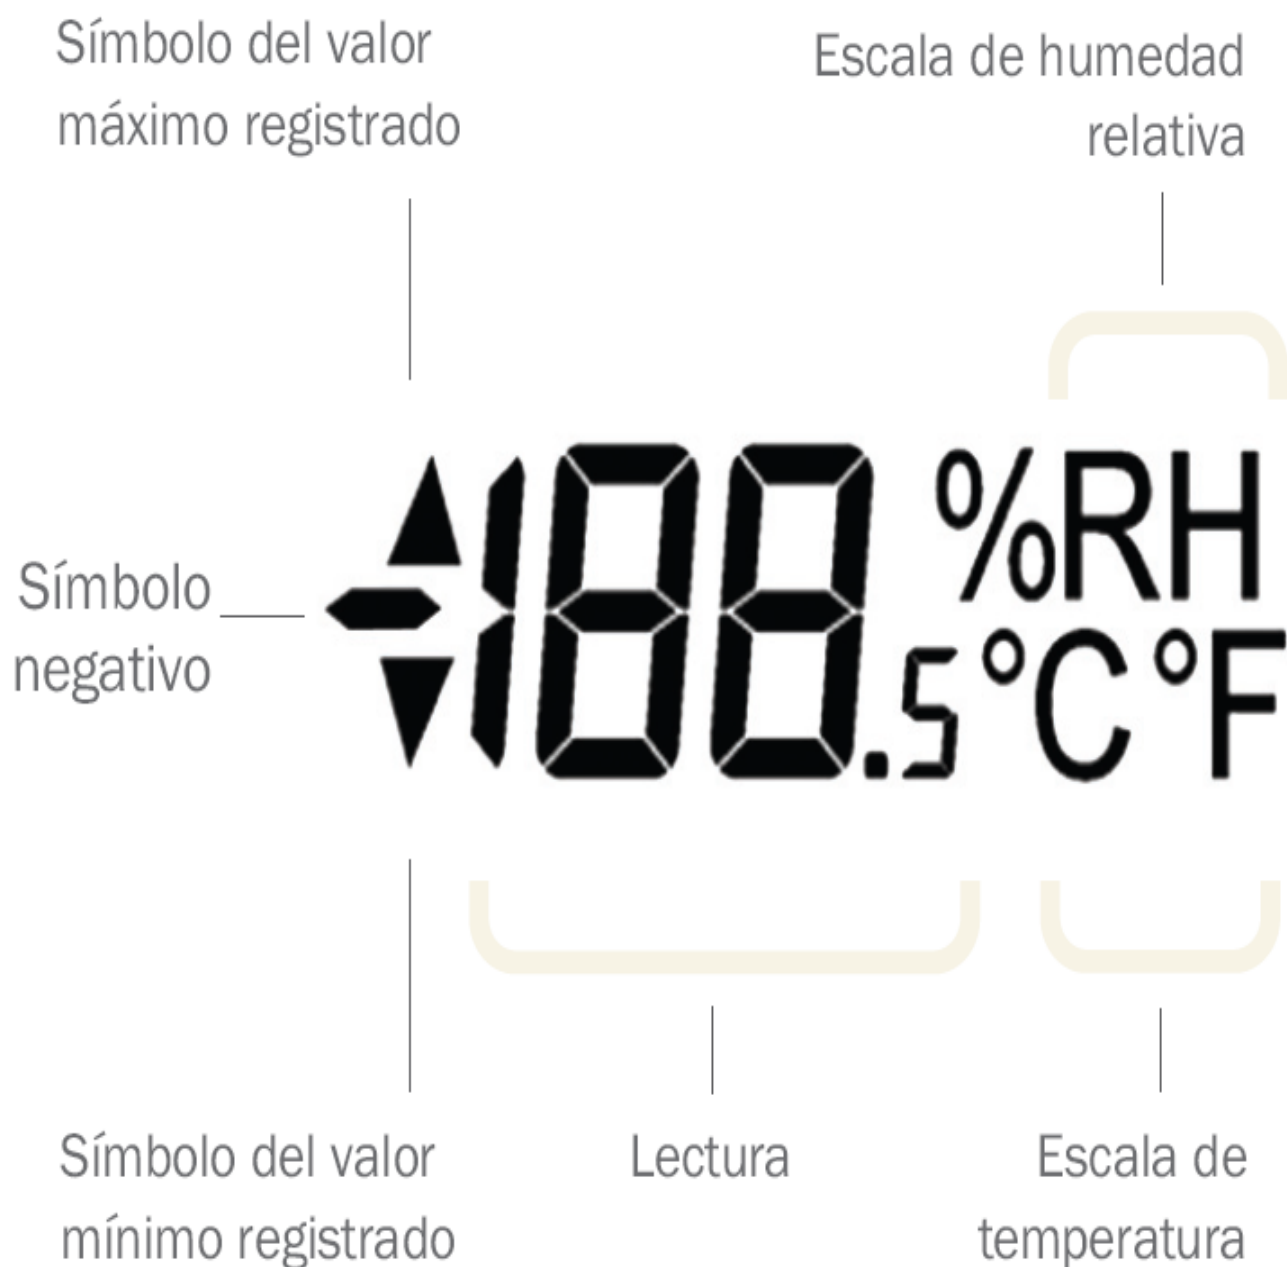 Símbolo del valor
máximo registrado
Escala de humedad
relativa
Símbolo
negativo
188.5
%RH
°C °F
Símbolo del valor
mínimo registrado
Lectura
Escala de
temperatura